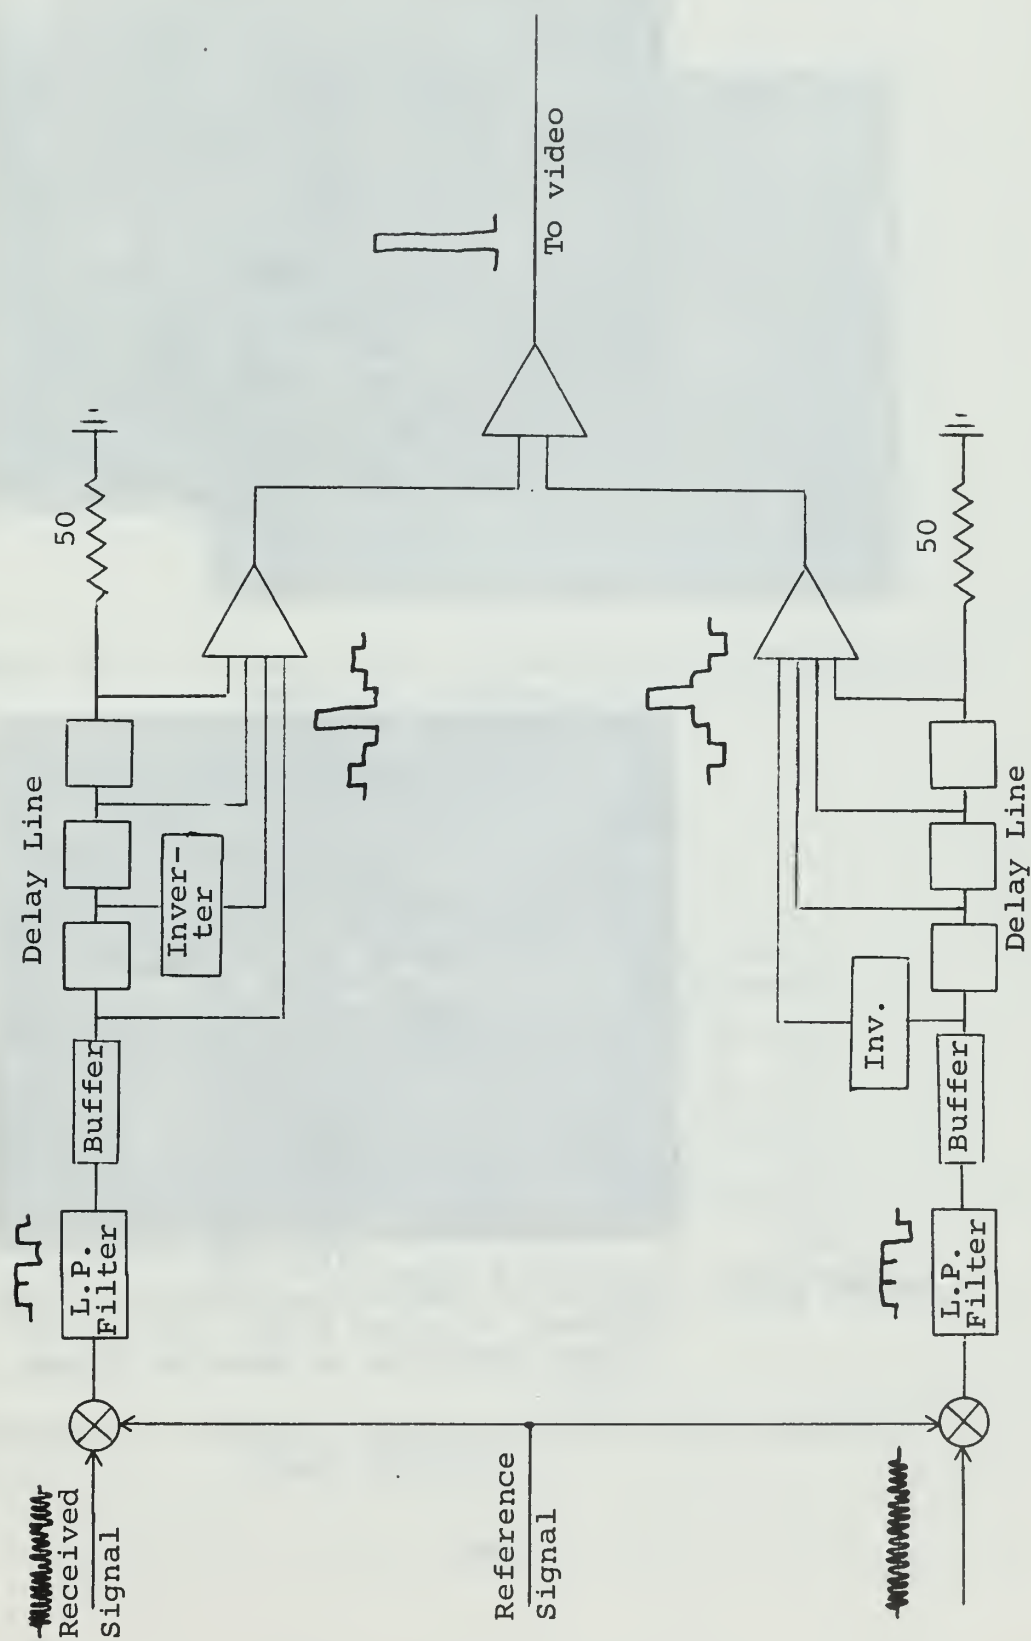 Received
Signal
L.P.
Filter
Buffer
Delay Line
Inver-
ter
50
Reference
Signal
To video
L.P.
Filter
Buffer
Inv.
Delay Line
50